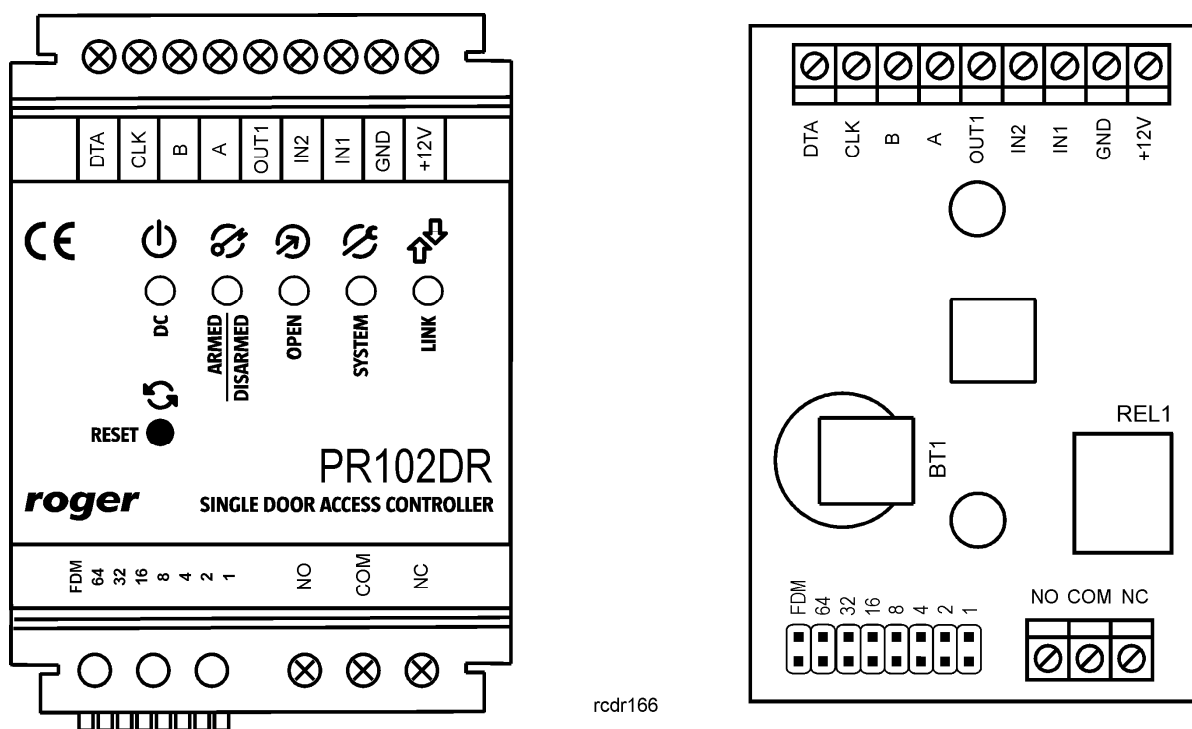 DTA CLK B A OUT1 IN2 IN1 GND +12V
CE
DC
ARMED
DISARMED
OPEN
SYSTEM
LINK
RESET
PR102DR
roger
SINGLE DOOR ACCESS CONTROLLER
FDM 64 32 16 8 4 2 1 NO COM NC
rcdr166
DTA CLK B A OUT1 IN2 IN1 GND +12V
BT1
REL1
FDM 64 32 16 8 4 2 1
NO COM NC